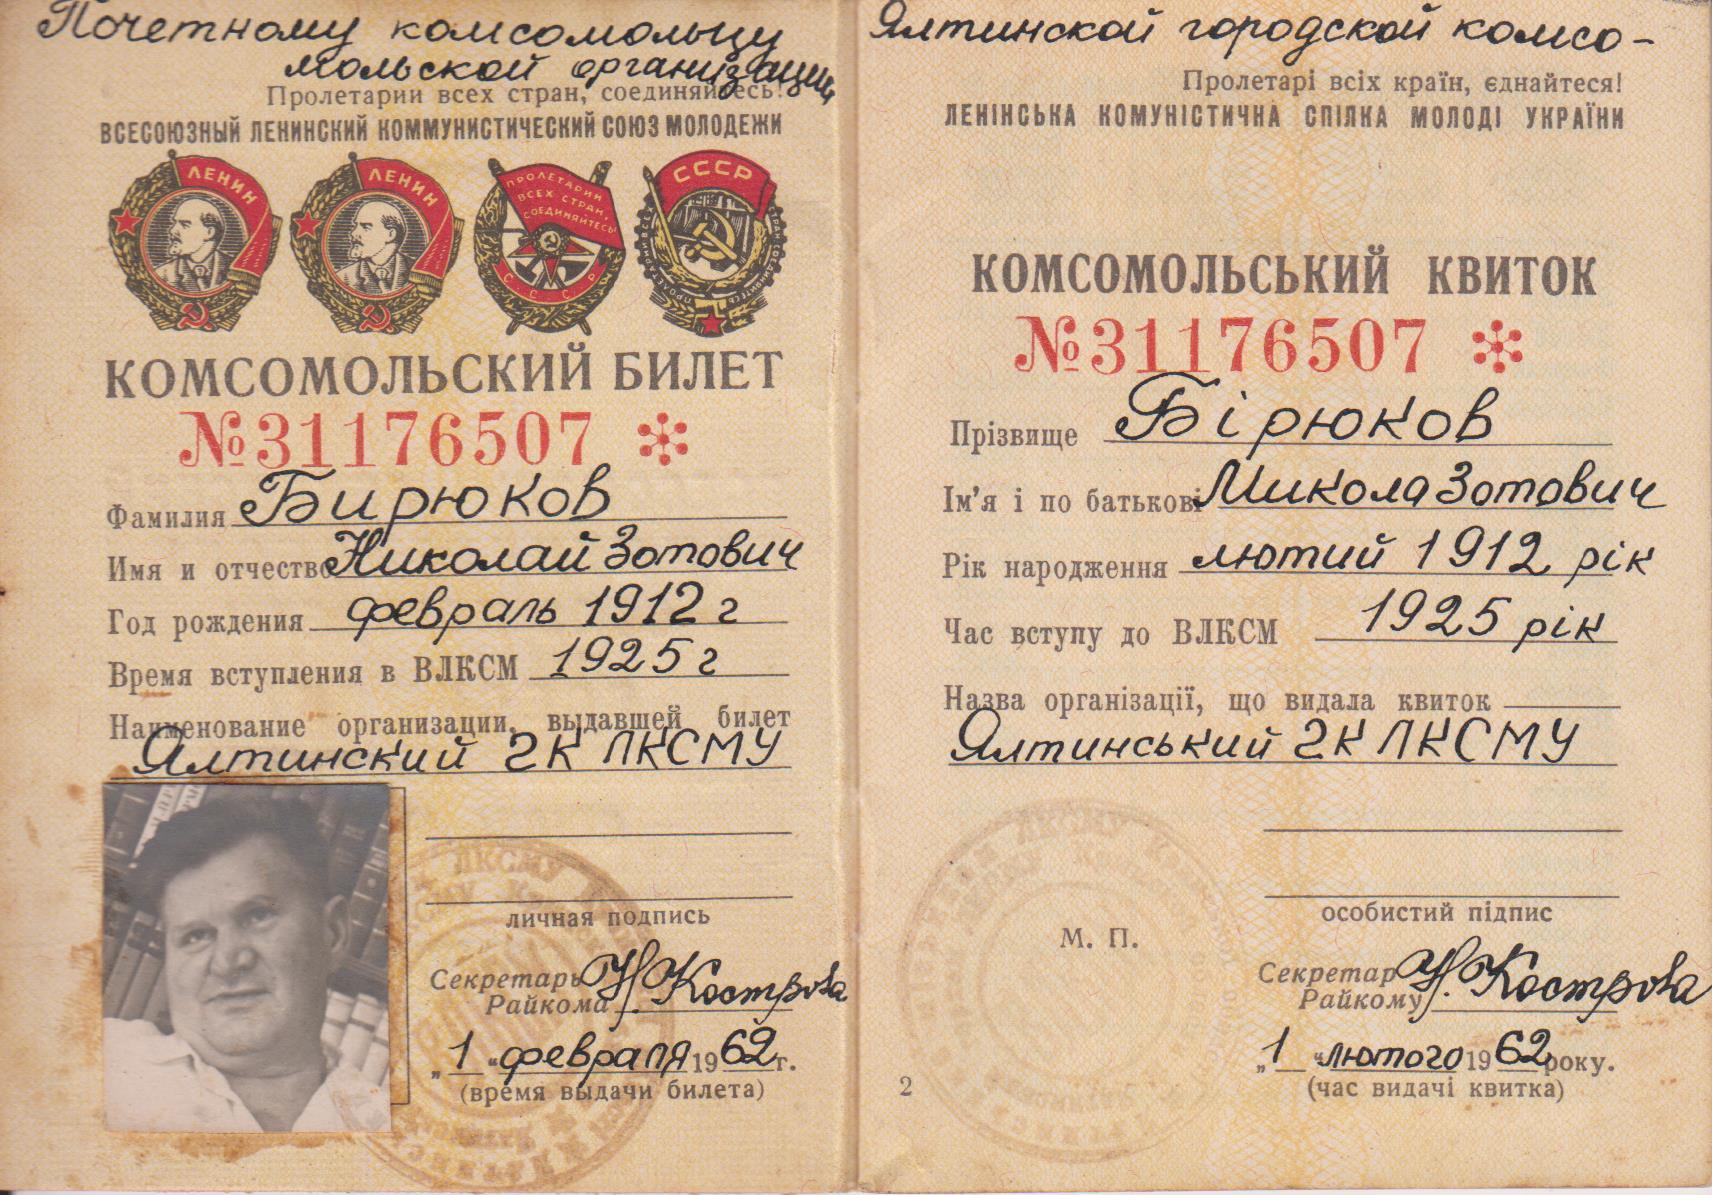 Почетному комсомольцу Ялтинской городской комсо-
мольской организации
Пролетарии всех стран, соединяйтесь!
ВСЕСОЮЗНЫЙ ЛЕНИНСКИЙ КОММУНИСТИЧЕСКИЙ СОЮЗ МОЛОДЕЖИ
ЛЕНИН
ЛЕНИН
ПРОЛЕТАРИИ
ВСЕХ СТРАН,
СОЕДИНЯЙТЕСЬ!
С С С Р
СССР
КОМСОМОЛЬСКИЙ БИЛЕТ
№31176507
Фамилия Бирюков
Имя и отчество Николай Зотович
Год рождения февраль 1912 г
Время вступления в ВЛКСМ 1925 г
Наименование организации, выдавшей билет
Ялтинский ГК ЛКСМУ
личная подпись
Секретарь Н. Кострова
Райкома
„1“ февраля 1962 г.
(время выдачи билета)
Пролетарі всіх країн, єднайтеся!
ЛЕНІНСЬКА КОМУНІСТИЧНА СПІЛКА МОЛОДІ УКРАЇНИ
КОМСОМОЛЬСЬКИЙ КВИТОК
№31176507
Прізвище Бірюков
Ім'я і по батькові Микола Зотович
Рік народження лютий 1912 рік
Час вступу до ВЛКСМ 1925 рік
Назва організації, що видала квиток
Ялтинський ГК ЛКСМУ
особистий підпис
М. П.
Секретар Н. Кострова
Райкому
„1“ лютого 1962 року.
(час видачі квитка)
2